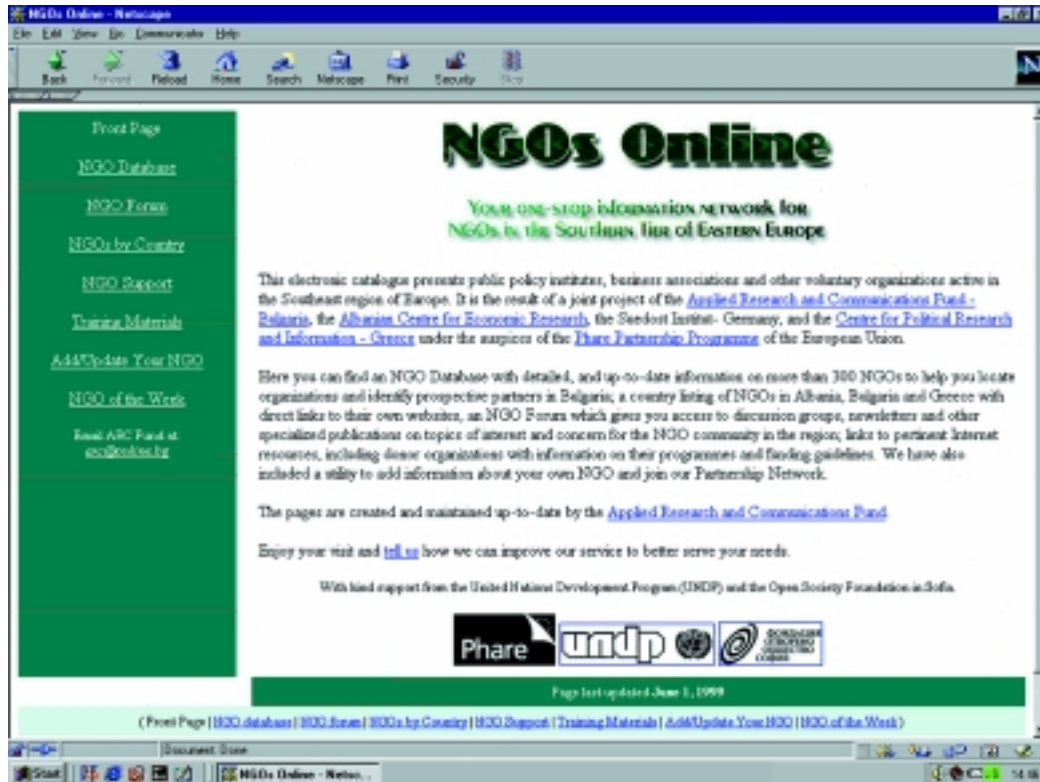 NGOs Online - Netscape
File Edit View Go Communicator Help
Back Forward Reload Home Search Netscape Print Security Stop
N
Front Page
NGO Database
NGO Forum
NGOs by Country
NGO Support
Training Materials
Add/Update Your NGO
NGO of the Week
Email ARC Fund at
NGOs Online
Your one-stop information network for
NGOs in the Southern Tier of Eastern Europe
This electronic catalogue presents public policy institutes, business associations and other voluntary organizations active in
the Southeast region of Europe. It is the result of a joint project of the Applied Research and Communications Fund -
Bulgaria, the Albanian Centre for Economic Research, the Suedost Institut- Germany, and the Centre for Political Research
and Information - Greece under the auspices of the Phare Partnership Programme of the European Union.
Here you can find an NGO Database with detailed, and up-to-date information on more than 300 NGOs to help you locate
organizations and identify prospective partners in Bulgaria; a country listing of NGOs in Albania, Bulgaria and Greece with
direct links to their own websites, an NGO Forum which gives you access to discussion groups, newsletters and other
specialized publications on topics of interest and concern for the NGO community in the region; links to pertinent Internet
resources, including donor organizations with information on their programmes and funding guidelines. We have also
included a utility to add information about your own NGO and join our Partnership Network.
The pages are created and maintained up-to-date by the Applied Research and Communications Fund
Enjoy your visit and tell us how we can improve our service to better serve your needs.
With kind support from the United Nations Development Program (UNDP) and the Open Society Foundation in Sofia.
Phare undp ФОНДАЦИЯ
ОТВОРЕНО
ОБЩЕСТВО
СОФИЯ
Page last updated June 1, 1999
( Front Page | NGO database | NGO forum | NGOs by Country | NGO Support | Training Materials | Add/Update Your NGO | NGO of the Week )
Document: Done
Start NGOs Online - Netsc...